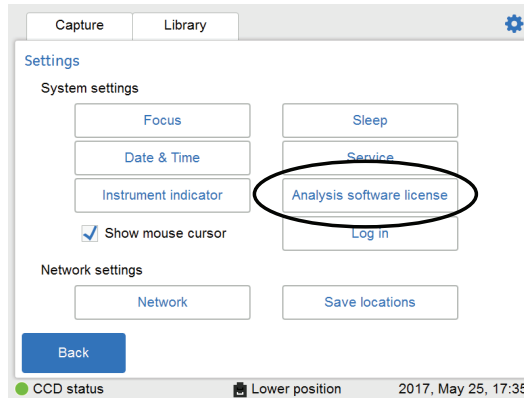 Capture Library
Settings
System settings
Focus Sleep
Date & Time Service
Instrument indicator Analysis software license
Show mouse cursor Log in
Network settings
Network Save locations
Back
CCD status Lower position 2017, May 25, 17:35